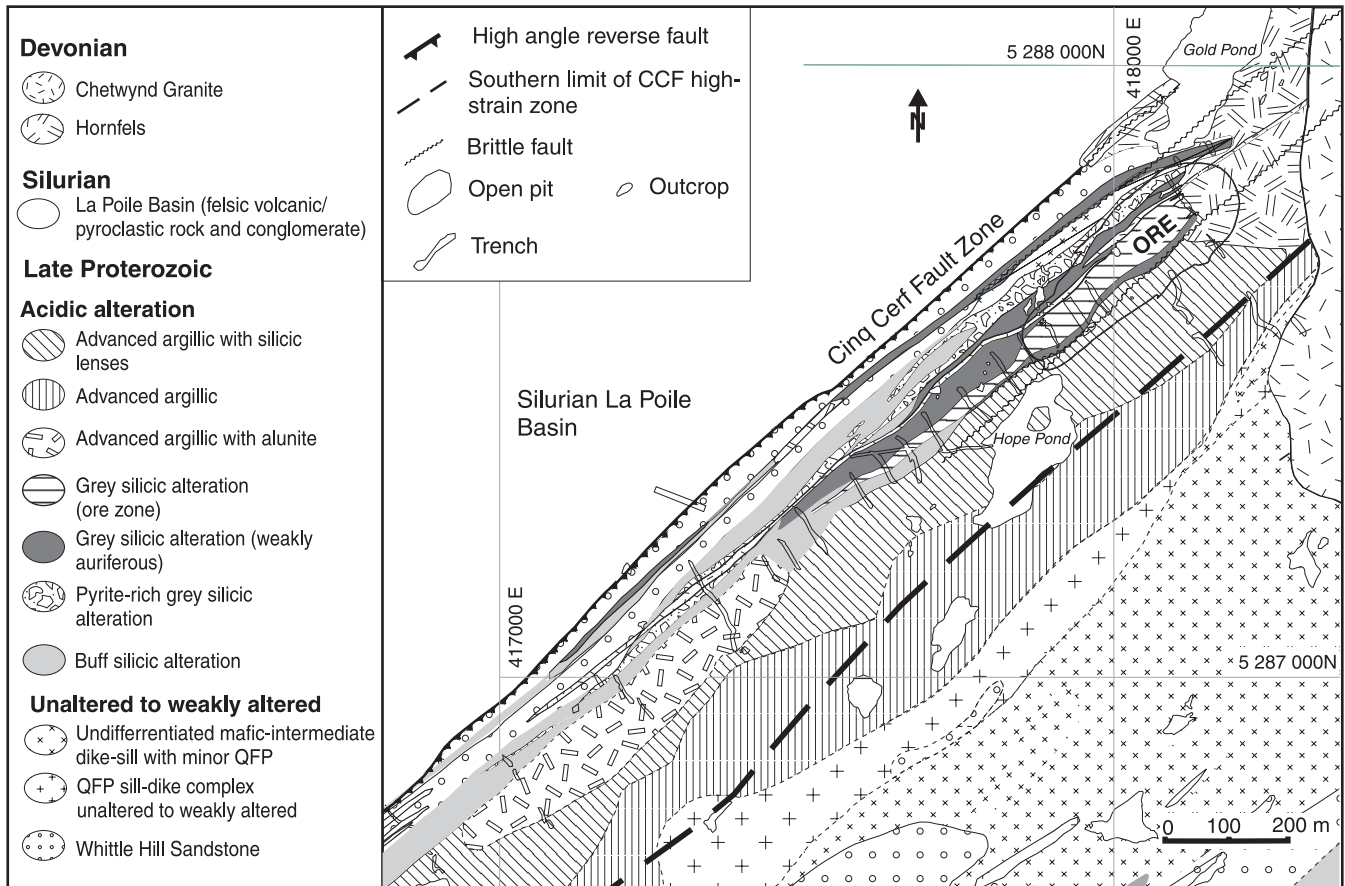 Devonian
Chetwynd Granite
Hornfels
Silurian
La Poile Basin (felsic volcanic/
pyroclastic rock and conglomerate)
Late Proterozoic
Acidic alteration
Advanced argillic with silicic
lenses
Advanced argillic
Advanced argillic with alunite
Grey silicic alteration
(ore zone)
Grey silicic alteration (weakly
auriferous)
Pyrite-rich grey silicic
alteration
Buff silicic alteration
Unaltered to weakly altered
Undifferrentiated mafic-intermediate
dike-sill with minor QFP
QFP sill-dike complex
unaltered to weakly altered
Whittle Hill Sandstone
High angle reverse fault
Southern limit of CCF high-
strain zone
Brittle fault
Open pit
Outcrop
Trench
N
5 288 000N
418000 E
Gold Pond
ORE
Cinq Cerf Fault Zone
Silurian La Poile
Basin
Hope Pond
417000 E
5 287 000N
0 100 200 m